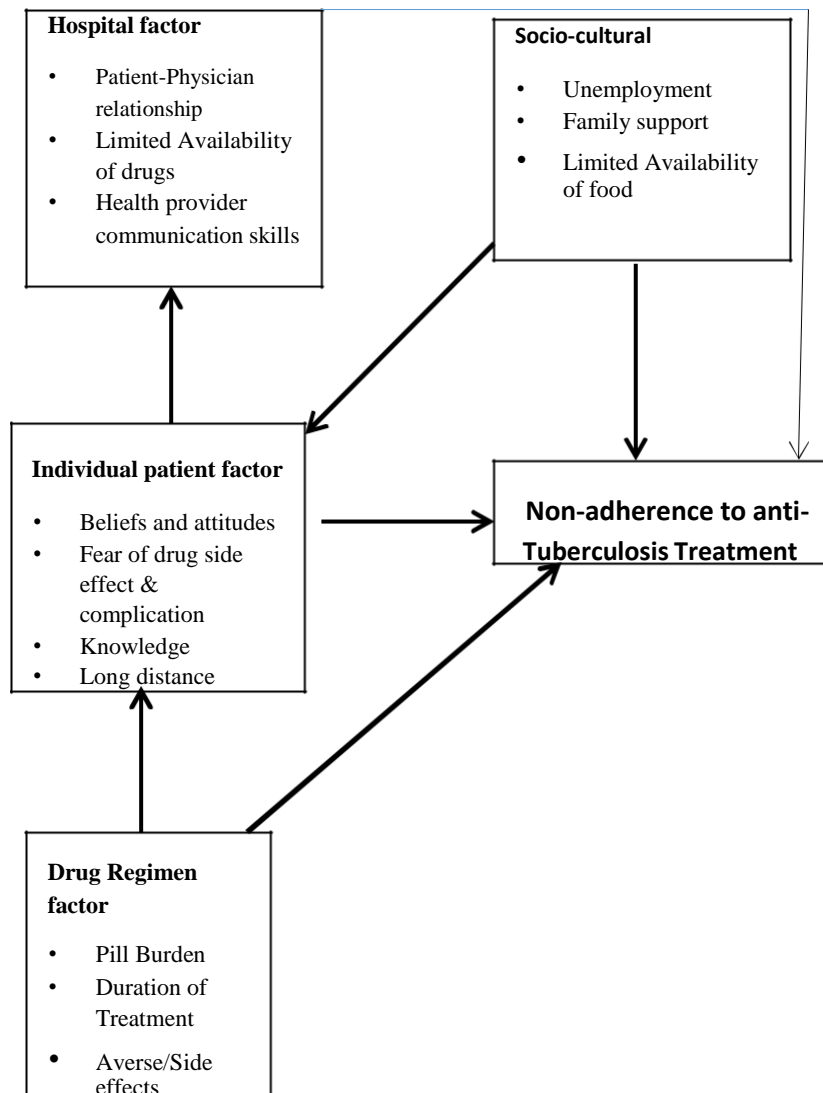 Hospital factor
• Patient-Physician
relationship
• Limited Availability
of drugs
• Health provider
communication skills
Socio-cultural
• Unemployment
• Family support
• Limited Availability
of food
Individual patient factor
• Beliefs and attitudes
• Fear of drug side
effect &
complication
• Knowledge
• Long distance
Non-adherence to anti-
Tuberculosis Treatment
Drug Regimen
factor
• Pill Burden
• Duration of
Treatment
• Averse/Side
effects